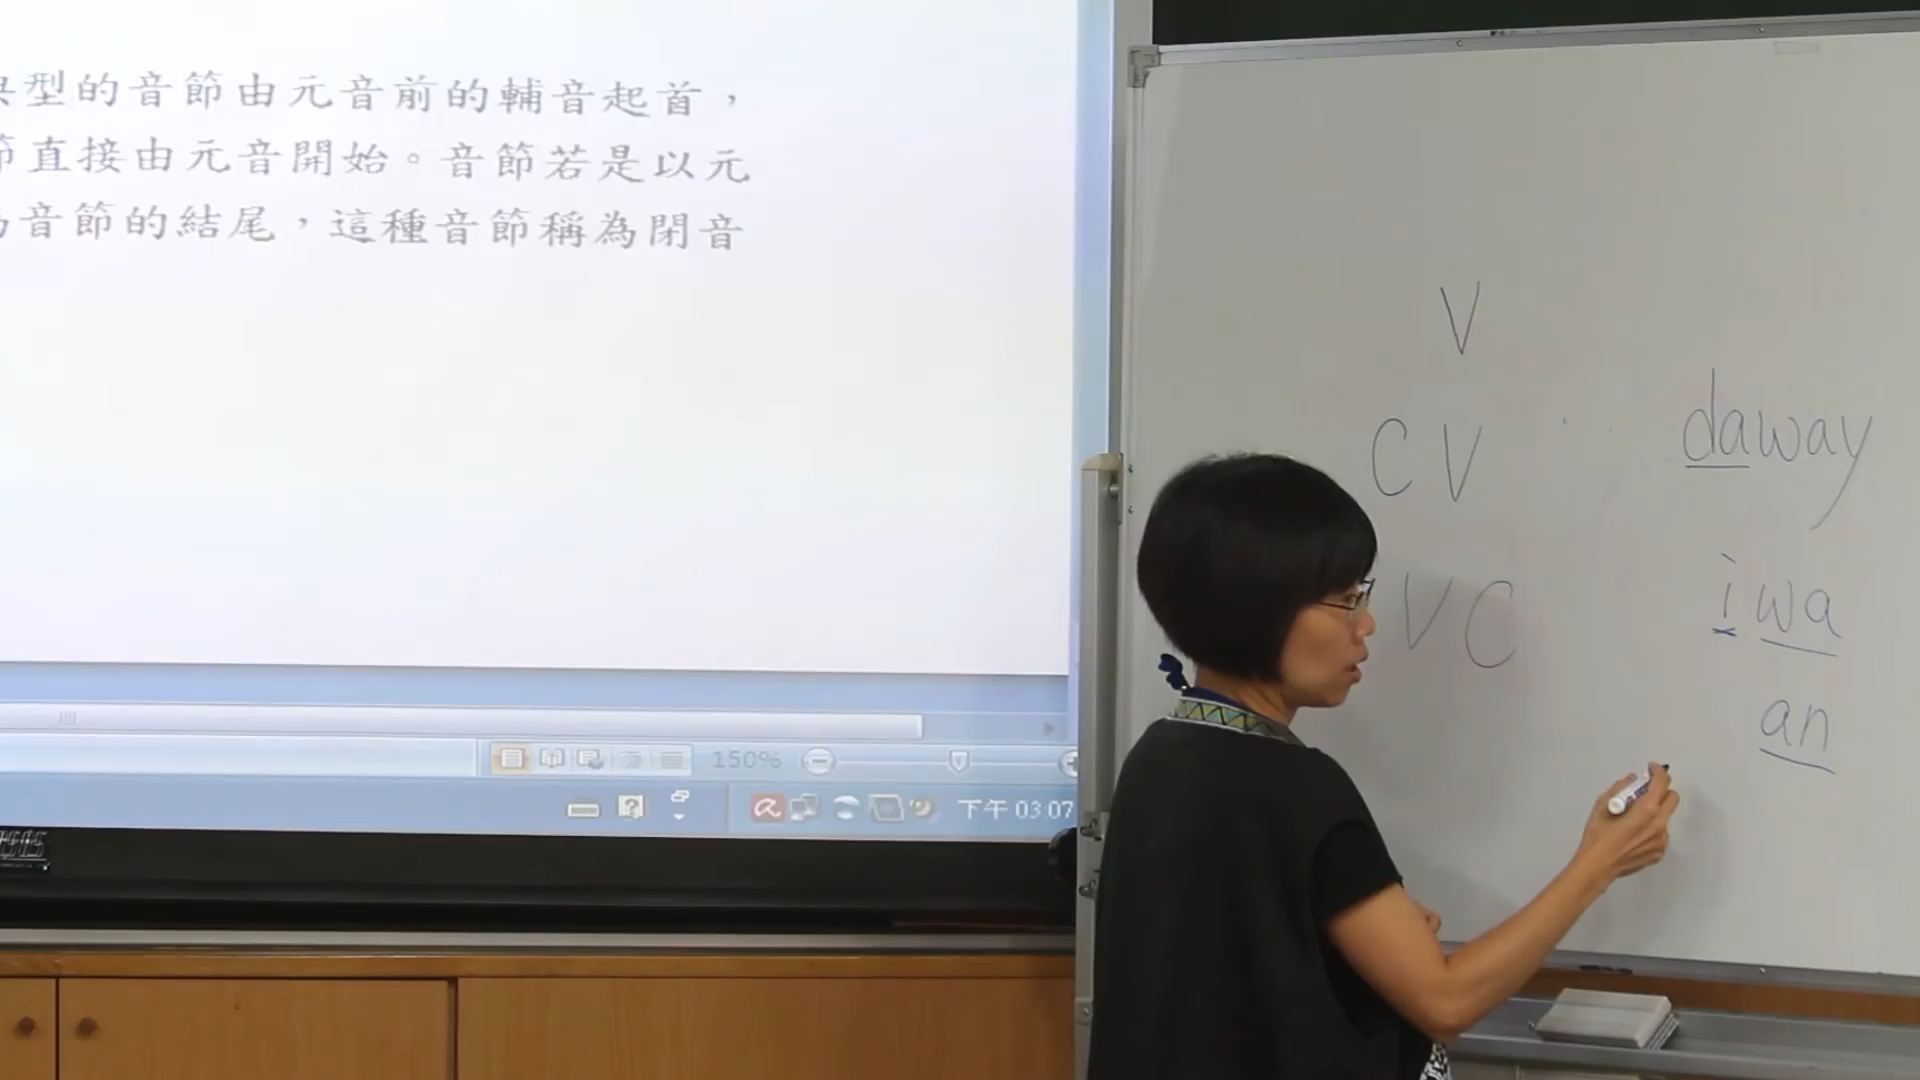 型的音節由元音前的輔音起首，
節直接由元音開始。音節若是以元
為音節的結尾，這種音節稱為閉音
150%
下午 03:07
V
CV
VC
daway
i wa
an